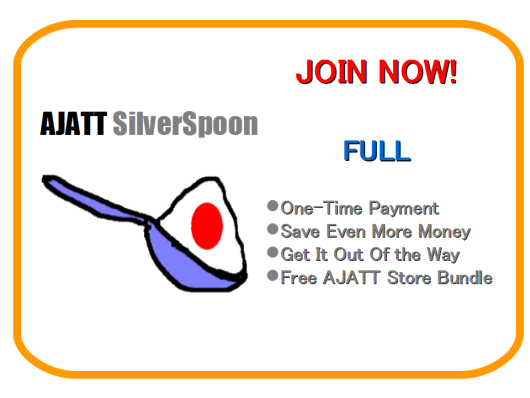 JOIN NOW!
AJATT SilverSpoon
FULL
One-Time Payment
Save Even More Money
Get It Out Of the Way
Free AJATT Store Bundle